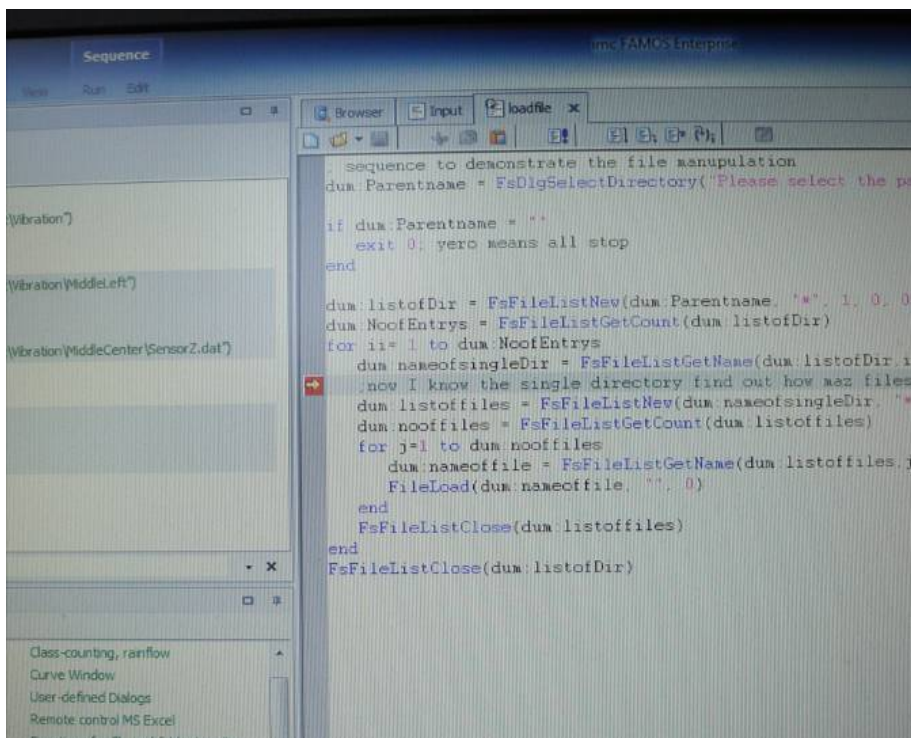 imc FAMOS Enterprise
Sequence
View Run Edit
Browser Input loadfile x
\Vibration")
\Vibration\MiddleLeft")
\Vibration\MiddleCenter\SensorZ.dat")
; sequence to demonstrate the file manupulation
dum:Parentname = FsDlgSelectDirectory("Please select the pa
if dum:Parentname = ""
exit 0; yero means all stop
end
dum:listofDir = FsFileListNew(dum:Parentname, "*", 1, 0, 0
dum:NoofEntrys = FsFileListGetCount(dum:listofDir)
for ii= 1 to dum:NoofEntrys
dum:nameofsingleDir = FsFileListGetName(dum:listofDir,i
;now I know the single directory find out how maz files
dum:listoffiles = FsFileListNew(dum:nameofsingleDir, "*
dum:nooffiles = FsFileListGetCount(dum:listoffiles)
for j=1 to dum:nooffiles
dum:nameoffile = FsFileListGetName(dum:listoffiles,j
FileLoad(dum:nameoffile, "", 0)
end
FsFileListClose(dum:listoffiles)
end
FsFileListClose(dum:listofDir)
Class-counting, rainflow
Curve Window
User-defined Dialogs
Remote control MS Excel